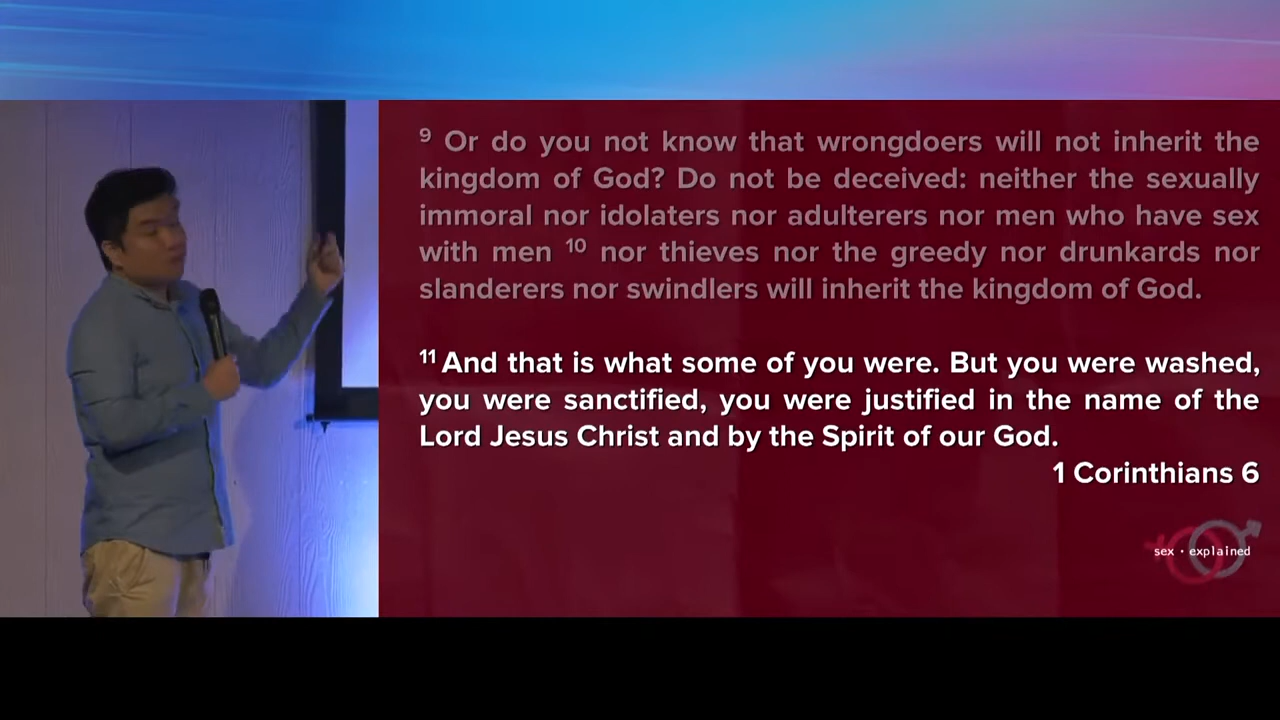 ⁹ Or do you not know that wrongdoers will not inherit the
kingdom of God? Do not be deceived: neither the sexually
immoral nor idolaters nor adulterers nor men who have sex
with men ¹⁰ nor thieves nor the greedy nor drunkards nor
slanderers nor swindlers will inherit the kingdom of God.
¹¹ And that is what some of you were. But you were washed,
you were sanctified, you were justified in the name of the
Lord Jesus Christ and by the Spirit of our God.
1 Corinthians 6
sex · explained